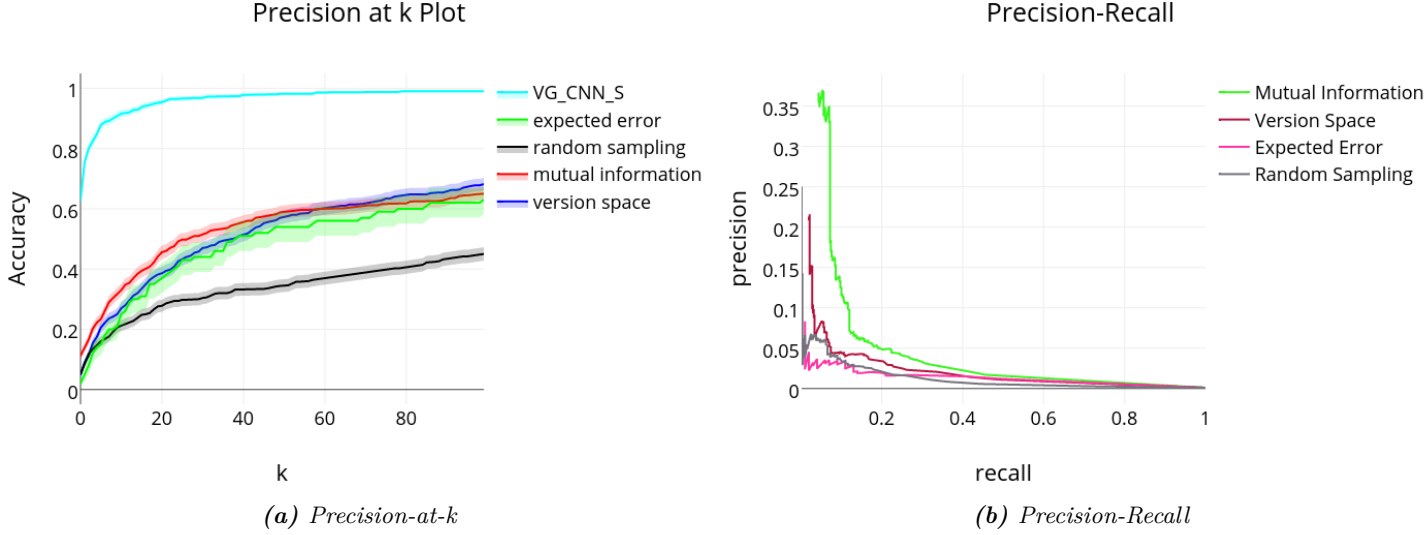 Precision at k Plot
1
0.8
0.6
0.4
0.2
0
0
20
40
60
80
Accuracy
k
VG_CNN_S
expected error
random sampling
mutual information
version space
(a) Precision-at-k
Precision-Recall
0.35
0.3
0.25
0.2
0.15
0.1
0.05
0
0.2
0.4
0.6
0.8
1
precision
recall
Mutual Information
Version Space
Expected Error
Random Sampling
(b) Precision-Recall